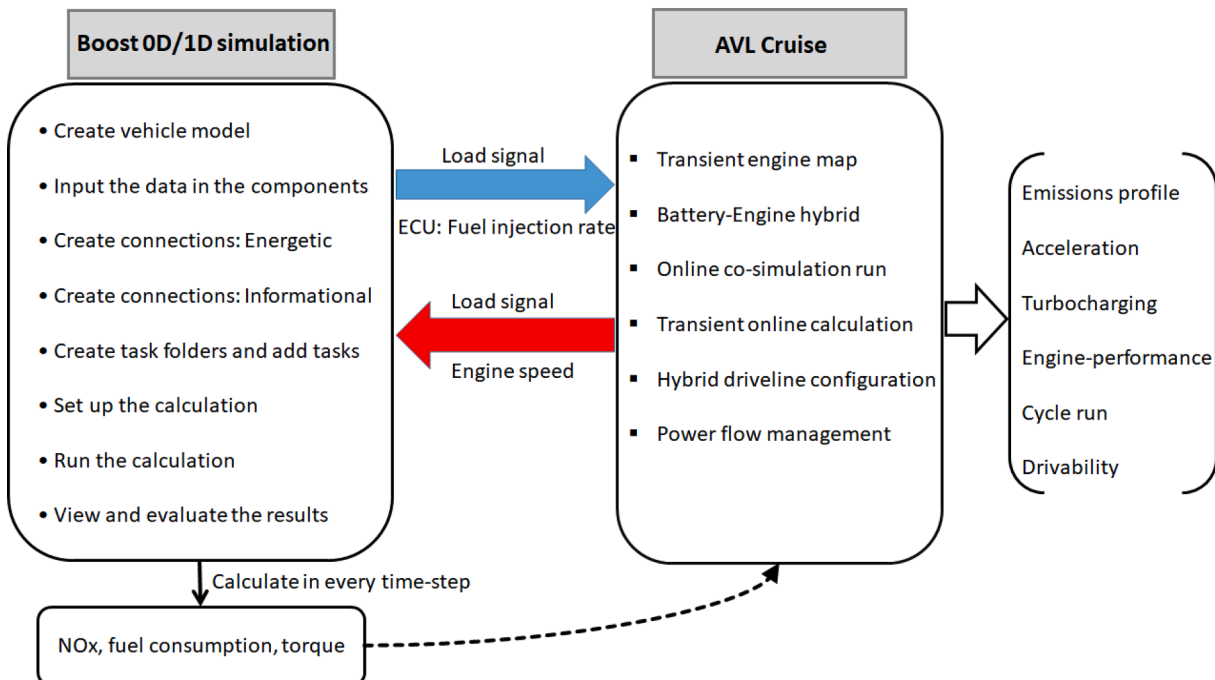 Boost 0D/1D simulation
• Create vehicle model
• Input the data in the components
• Create connections: Energetic
• Create connections: Informational
• Create task folders and add tasks
• Set up the calculation
• Run the calculation
• View and evaluate the results
Calculate in every time-step
NOx, fuel consumption, torque
Load signal
ECU: Fuel injection rate
Load signal
Engine speed
AVL Cruise
▪ Transient engine map
▪ Battery-Engine hybrid
▪ Online co-simulation run
▪ Transient online calculation
▪ Hybrid driveline configuration
▪ Power flow management
Emissions profile
Acceleration
Turbocharging
Engine-performance
Cycle run
Drivability